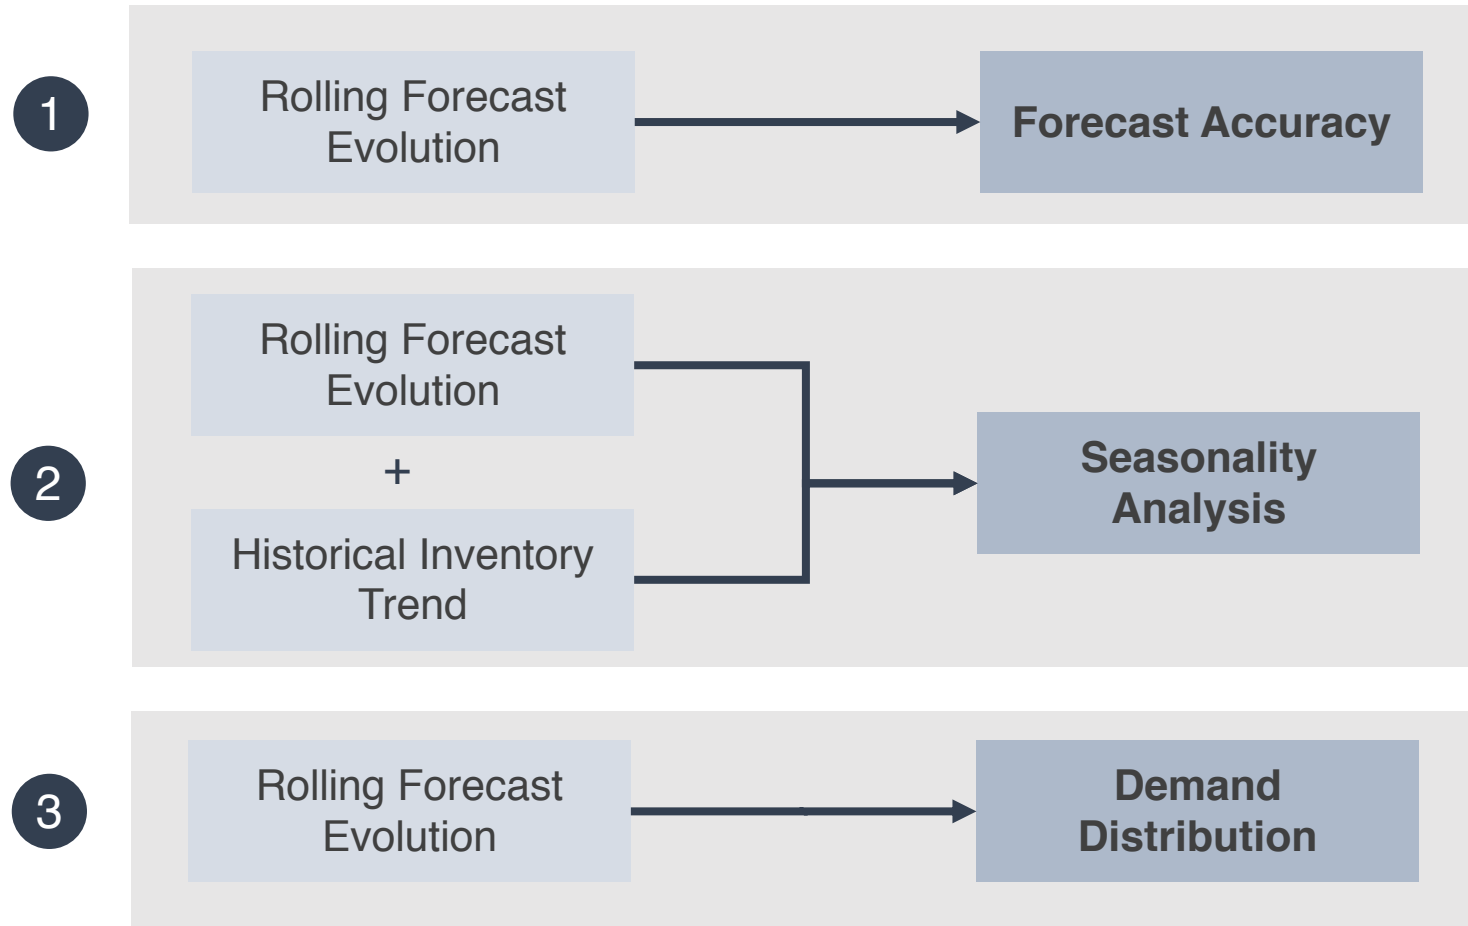 1
Rolling Forecast
Evolution
Forecast Accuracy
2
Rolling Forecast
Evolution
+
Historical Inventory
Trend
Seasonality
Analysis
3
Rolling Forecast
Evolution
Demand
Distribution